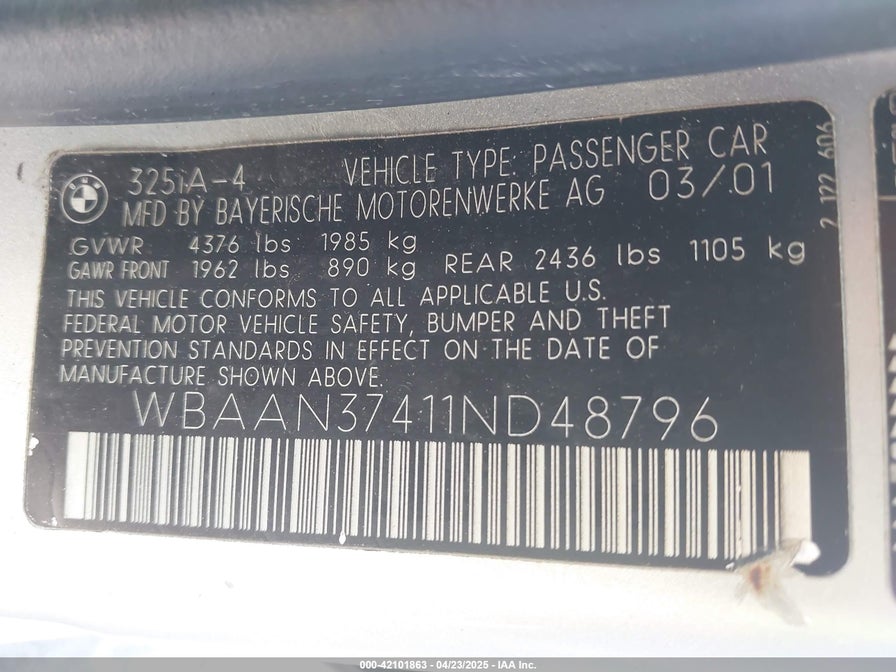 325iA-4 VEHICLE TYPE: PASSENGER CAR
MFD BY BAYERISCHE MOTORENWERKE AG 03/01
GVWR 4376 lbs 1985 kg
GAWR FRONT 1962 lbs 890 kg REAR 2436 lbs 1105 kg
THIS VEHICLE CONFORMS TO ALL APPLICABLE U.S.
FEDERAL MOTOR VEHICLE SAFETY, BUMPER AND THEFT
PREVENTION STANDARDS IN EFFECT ON THE DATE OF
MANUFACTURE SHOWN ABOVE.
WBAAN37411ND48796
2 122 606
000-42101863 - 04/23/2025 - IAA Inc.